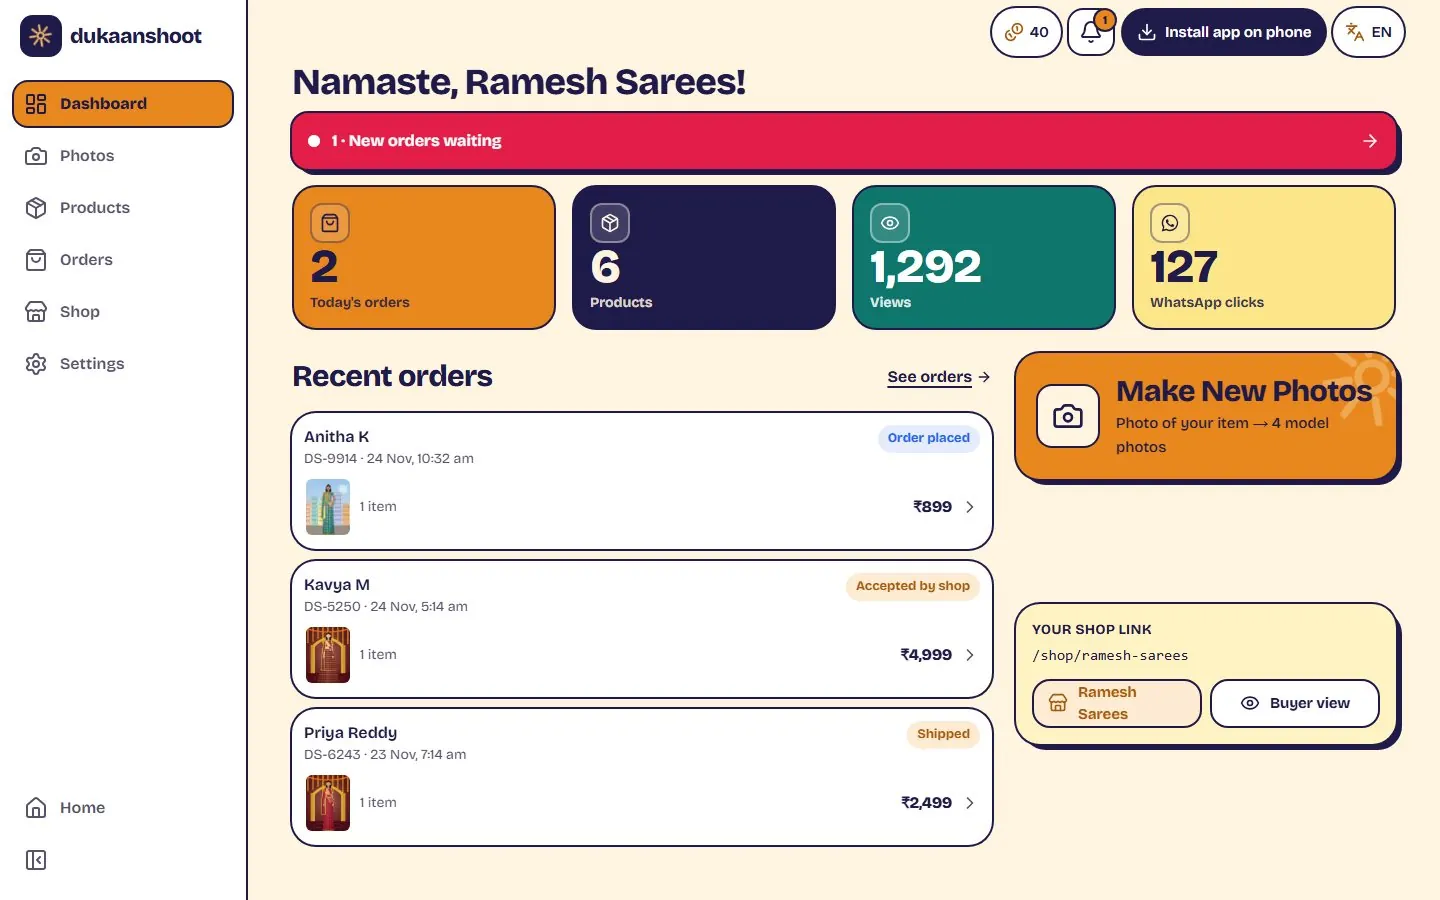 dukaanshoot
Dashboard
Photos
Products
Orders
Shop
Settings
Home
40
1
Install app on phone
EN
Namaste, Ramesh Sarees!
1 · New orders waiting
2
Today's orders
6
Products
1,292
Views
127
WhatsApp clicks
Recent orders
See orders
Anitha K
Order placed
DS-9914 · 24 Nov, 10:32 am
1 item
₹899
Kavya M
Accepted by shop
DS-5250 · 24 Nov, 5:14 am
1 item
₹4,999
Priya Reddy
Shipped
DS-6243 · 23 Nov, 7:14 am
1 item
₹2,499
Make New Photos
Photo of your item → 4 model
photos
YOUR SHOP LINK
/shop/ramesh-sarees
Ramesh
Sarees
Buyer view